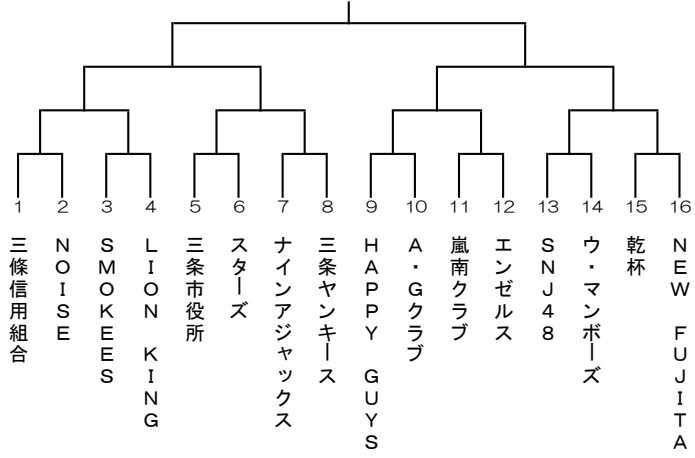 1 2 3 4 5 6 7 8 9 10 11 12 13 14 15 16
三條信用組合
NOISE
SMOKEES
LION KING
三条市役所
スターズ
ナインアジャックス
三条ヤンキース
HAPPY GUYS
A・Gクラブ
嵐南クラブ
エンゼルス
SNJ48
ウ・マンボーズ
乾杯
NEW FUJITA